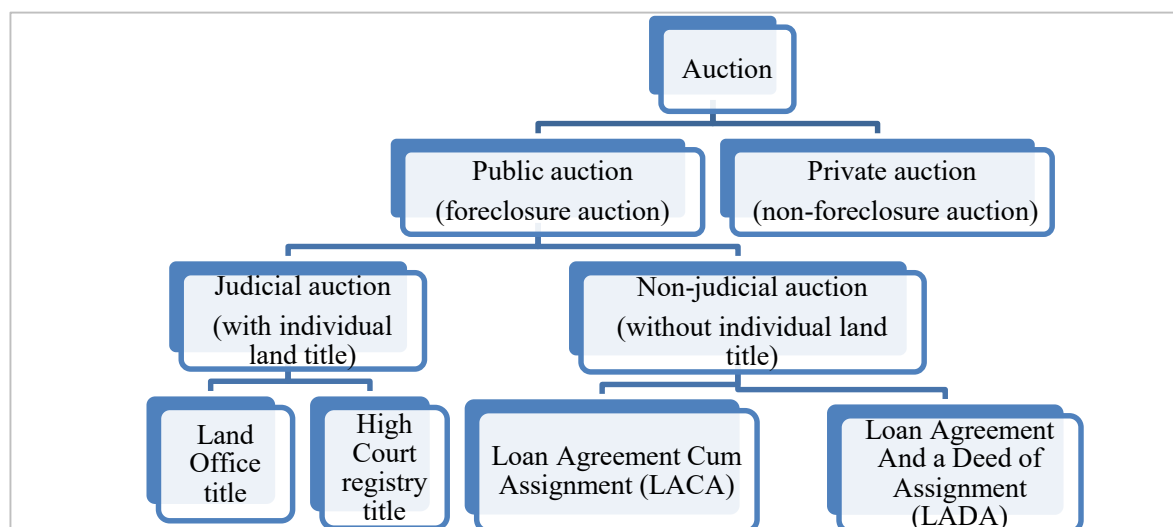 Auction
Public auction
(foreclosure auction)
Private auction
(non-foreclosure auction)
Judicial auction
(with individual
land title)
Non-judicial auction
(without individual land
title)
Land
Office
title
High
Court
registry
title
Loan Agreement Cum
Assignment (LACA)
Loan Agreement
And a Deed of
Assignment
(LADA)